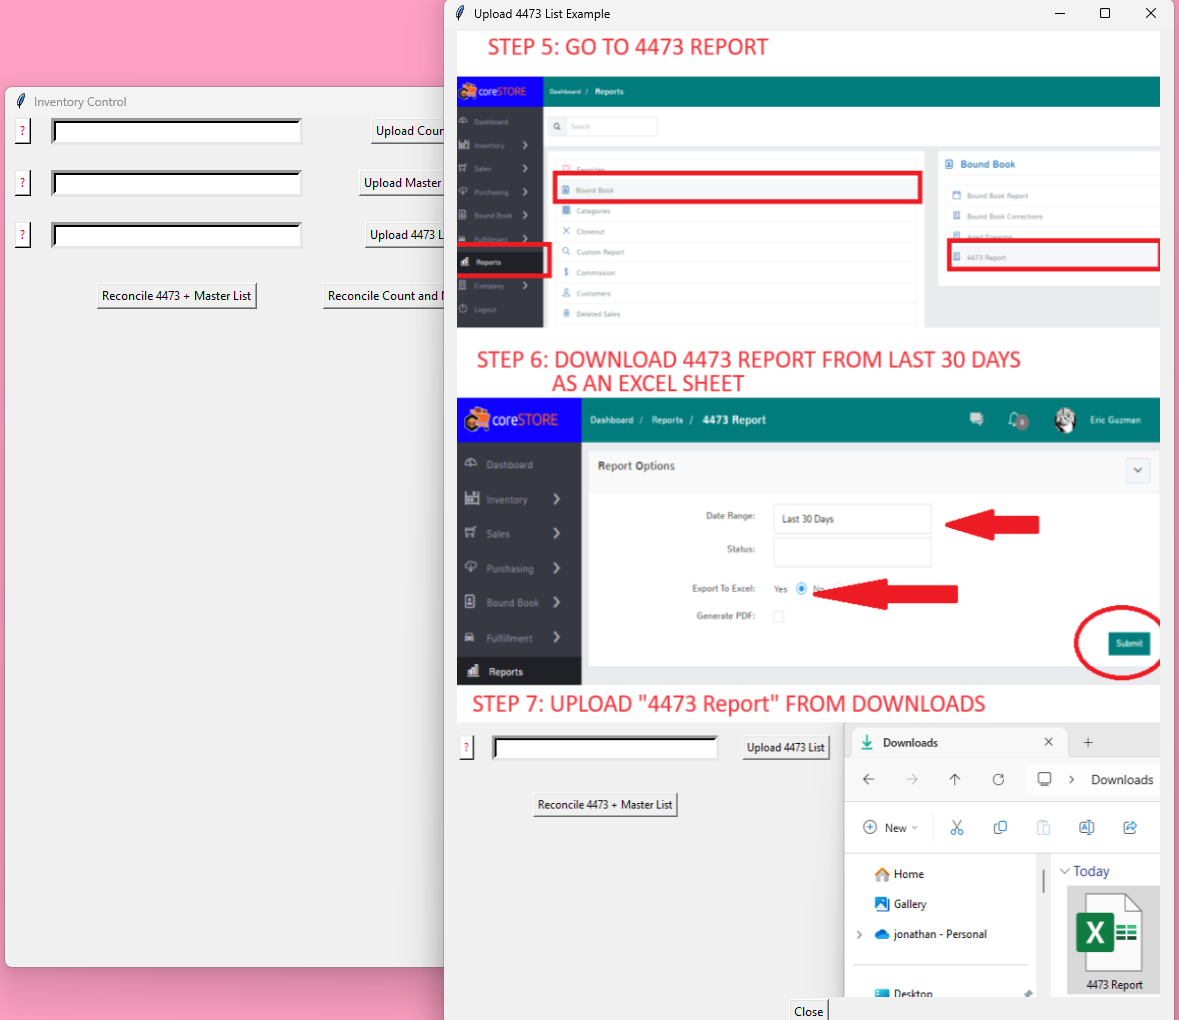 Upload 4473 List Example
STEP 5: GO TO 4473 REPORT
Inventory Control
?
Upload Cour
?
Upload Master
?
Upload 4473 L
Reconcile 4473 + Master List
Reconcile Count and
coreSTORE
Dashboard / Reports
Dashboard
Inventory
Sales
Purchasing
Bound Book
Fulfillment
Reports
Company
Logout
Search
Favorites
Bound Book
Categories
Closeout
Custom Report
Commission
Customers
Deleted Sales
Bound Book
Bound Book Report
Bound Book Corrections
Aged Firearms
4473 Report
STEP 6: DOWNLOAD 4473 REPORT FROM LAST 30 DAYS
AS AN EXCEL SHEET
coreSTORE
Dashboard / Reports / 4473 Report
Eric Guzman
Dashboard
Inventory
Sales
Purchasing
Bound Book
Fulfillment
Reports
Report Options
Date Range: Last 30 Days
Status:
Export To Excel: Yes No
Generate PDF:
Submit
STEP 7: UPLOAD "4473 Report" FROM DOWNLOADS
?
Upload 4473 List
Reconcile 4473 + Master List
Downloads
Downloads
New
Home
Gallery
jonathan - Personal
Desktop
Today
4473 Report
Close